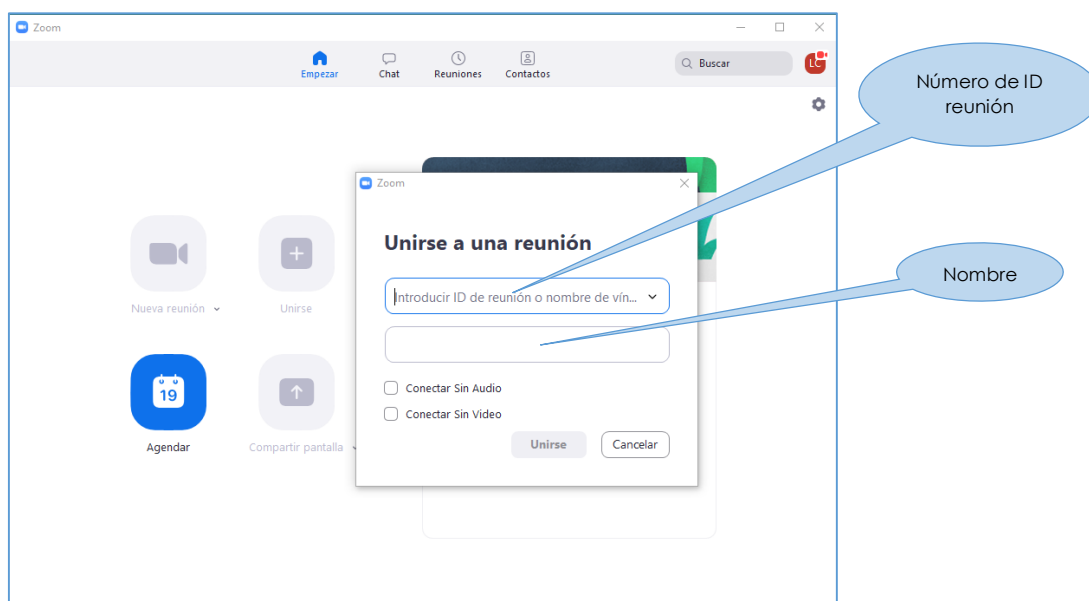 Zoom
Empezar
Chat
Reuniones
Contactos
Buscar
LC
Número de ID
reunión
Zoom
Unirse a una reunión
Introducir ID de reunión o nombre de vín...
Nombre
Nueva reunión
Unirse
Conectar Sin Audio
Conectar Sin Video
19
Agendar
Compartir pantalla
Unirse
Cancelar